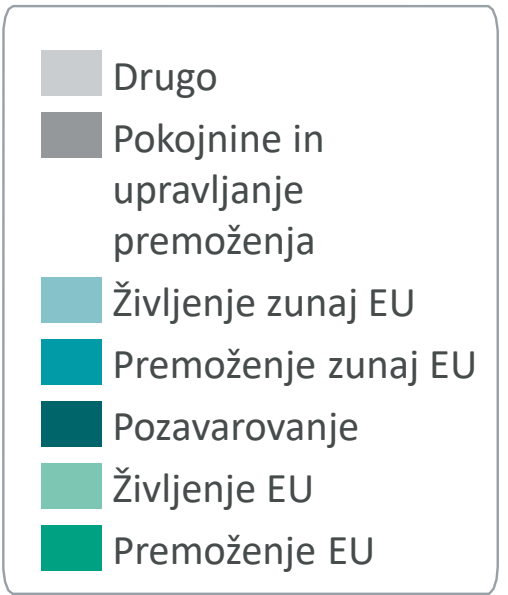 Drugo
Pokojnine in
upravljanje
premoženja
Življenje zunaj EU
Premoženje zunaj EU
Pozavarovanje
Življenje EU
Premoženje EU